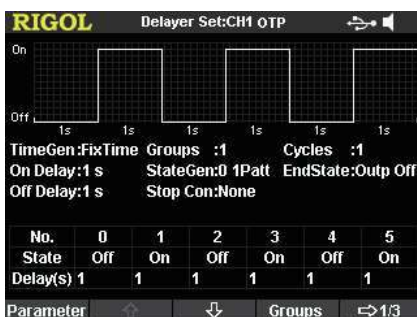 RIGOL Delayer Set:CH1 OTP
On
Off
1s 1s 1s 1s 1s 1s
TimeGen:FixTime Groups :1 Cycles :1
On Delay:1 s StateGen:0 1Patt EndState:Outp Off
Off Delay:1 s Stop Con:None
No. 0 1 2 3 4 5
State Off On Off On Off On
Delay(s) 1 1 1 1 1 1
Parameter Groups 1/3